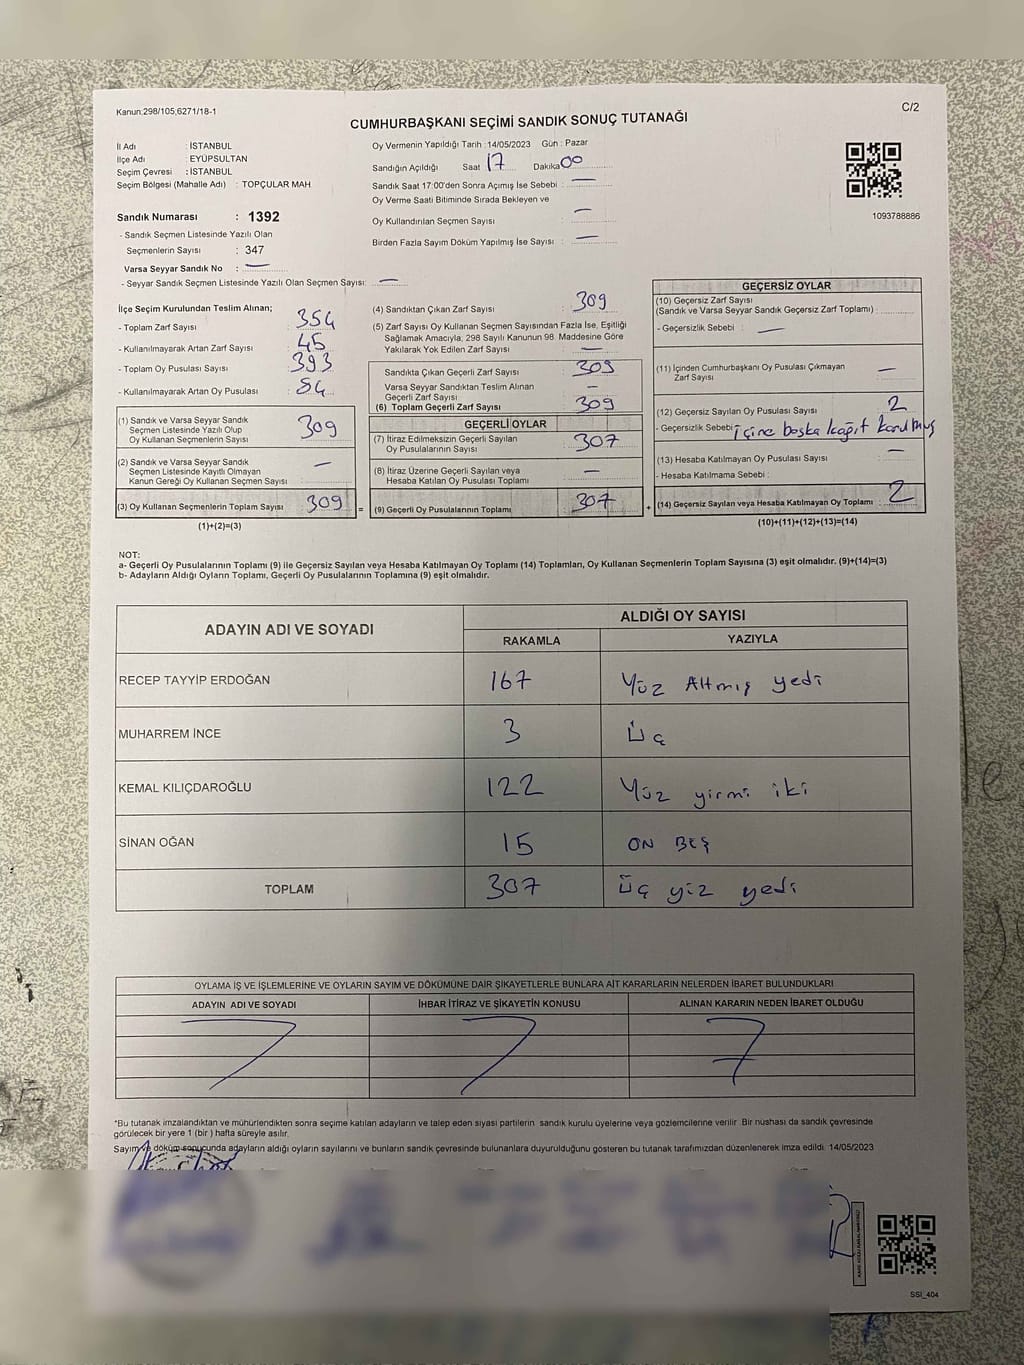 Kanun.298/105,6271/18-1
C/2
CUMHURBAŞKANI SEÇİMİ SANDIK SONUÇ TUTANAĞI
İl Adı : İSTANBUL
İlçe Adı : EYÜPSULTAN
Seçim Çevresi : İSTANBUL
Seçim Bölgesi (Mahalle Adı) : TOPÇULAR MAH
Sandık Numarası : 1392
- Sandık Seçmen Listesinde Yazılı Olan
Seçmenlerin Sayısı : 347
Varsa Seyyar Sandık No : —
- Seyyar Sandık Seçmen Listesinde Yazılı Olan Seçmen Sayısı: —
Oy Vermenin Yapıldığı Tarih : 14/05/2023 Gün : Pazar
Sandığın Açıldığı Saat 17 Dakika 00
Sandık Saat 17:00'den Sonra Açımış İse Sebebi : —
Oy Verme Saati Bitiminde Sırada Bekleyen ve
Oy Kullandırılan Seçmen Sayısı —
Birden Fazla Sayım Döküm Yapılmış İse Sayısı : —
1093788886
İlçe Seçim Kurulundan Teslim Alınan;
- Toplam Zarf Sayısı : 354
- Kullanılmayarak Artan Zarf Sayısı : 45
- Toplam Oy Pusulası Sayısı : 393
- Kullanılmayarak Artan Oy Pusulası : 84
(1) Sandık ve Varsa Seyyar Sandık
Seçmen Listesinde Yazılı Olup
Oy Kullanan Seçmenlerin Sayısı : 309
(2) Sandık ve Varsa Seyyar Sandık
Seçmen Listesinde Kayıtlı Olmayan
Kanun Gereği Oy Kullanan Seçmen Sayısı : —
(3) Oy Kullanan Seçmenlerin Toplam Sayısı : 309 =
(1)+(2)=(3)
(4) Sandıktan Çıkan Zarf Sayısı : 309
(5) Zarf Sayısı Oy Kullanan Seçmen Sayısından Fazla İse, Eşitliği
Sağlamak Amacıyla, 298 Sayılı Kanunun 98. Maddesine Göre
Yakılarak Yok Edilen Zarf Sayısı : —
Sandıkta Çıkan Geçerli Zarf Sayısı : 309
Varsa Seyyar Sandıktan Teslim Alınan
Geçerli Zarf Sayısı : —
(6) Toplam Geçerli Zarf Sayısı : 309
GEÇERLİ OYLAR
(7) İtiraz Edilmeksizin Geçerli Sayılan
Oy Pusulalarının Sayısı : 307
(8) İtiraz Üzerine Geçerli Sayılan veya
Hesaba Katılan Oy Pusulası Toplamı : —
(9) Geçerli Oy Pusulalarının Toplamı : 307 +
GEÇERSİZ OYLAR
(10) Geçersiz Zarf Sayısı
(Sandık ve Varsa Seyyar Sandık Geçersiz Zarf Toplamı) :
- Geçersizlik Sebebi : —
(11) İçinden Cumhurbaşkanı Oy Pusulası Çıkmayan
Zarf Sayısı : —
(12) Geçersiz Sayılan Oy Pusulası Sayısı : 2
- Geçersizlik Sebebi : içine başka kağıt konulmuş
(13) Hesaba Katılmayan Oy Pusulası Sayısı : —
- Hesaba Katılmama Sebebi :
(14) Geçersiz Sayılan veya Hesaba Katılmayan Oy Toplamı : 2
(10)+(11)+(12)+(13)=(14)
NOT:
a- Geçerli Oy Pusulalarının Toplamı (9) ile Geçersiz Sayılan veya Hesaba Katılmayan Oy Toplamı (14) Toplamları, Oy Kullanan Seçmenlerin Toplam Sayısına (3) eşit olmalıdır. (9)+(14)=(3)
b- Adayların Aldığı Oyların Toplamı, Geçerli Oy Pusulalarının Toplamına (9) eşit olmalıdır.
ADAYIN ADI VE SOYADI
ALDIĞI OY SAYISI
RAKAMLA YAZIYLA
RECEP TAYYİP ERDOĞAN 167 Yüz Altmış yedi
MUHARREM İNCE 3 üç
KEMAL KILIÇDAROĞLU 122 Yüz yirmi iki
SİNAN OĞAN 15 ON BEŞ
TOPLAM 307 üç yüz yedi
OYLAMA İŞ VE İŞLEMLERİNE VE OYLARIN SAYIM VE DÖKÜMÜNE DAİR ŞİKAYETLERLE BUNLARA AİT KARARLARIN NELERDEN İBARET BULUNDUKLARI
ADAYIN ADI VE SOYADI İHBAR İTİRAZ VE ŞİKAYETİN KONUSU ALINAN KARARIN NEDEN İBARET OLDUĞU
*Bu tutanak imzalandıktan ve mühürlendikten sonra seçime katılan adayların ve talep eden siyasi partilerin sandık kurulu üyelerine veya gözlemcilerine verilir. Bir nüshası da sandık çevresinde
görülecek bir yere 1 (bir ) hafta süreyle asılır.
Sayım ve döküm sonucunda adayların aldığı oyların sayılarını ve bunların sandık çevresinde bulunanlara duyurulduğunu gösteren bu tutanak tarafımızdan düzenlenerek imza edildi. 14/05/2023
SSI_404